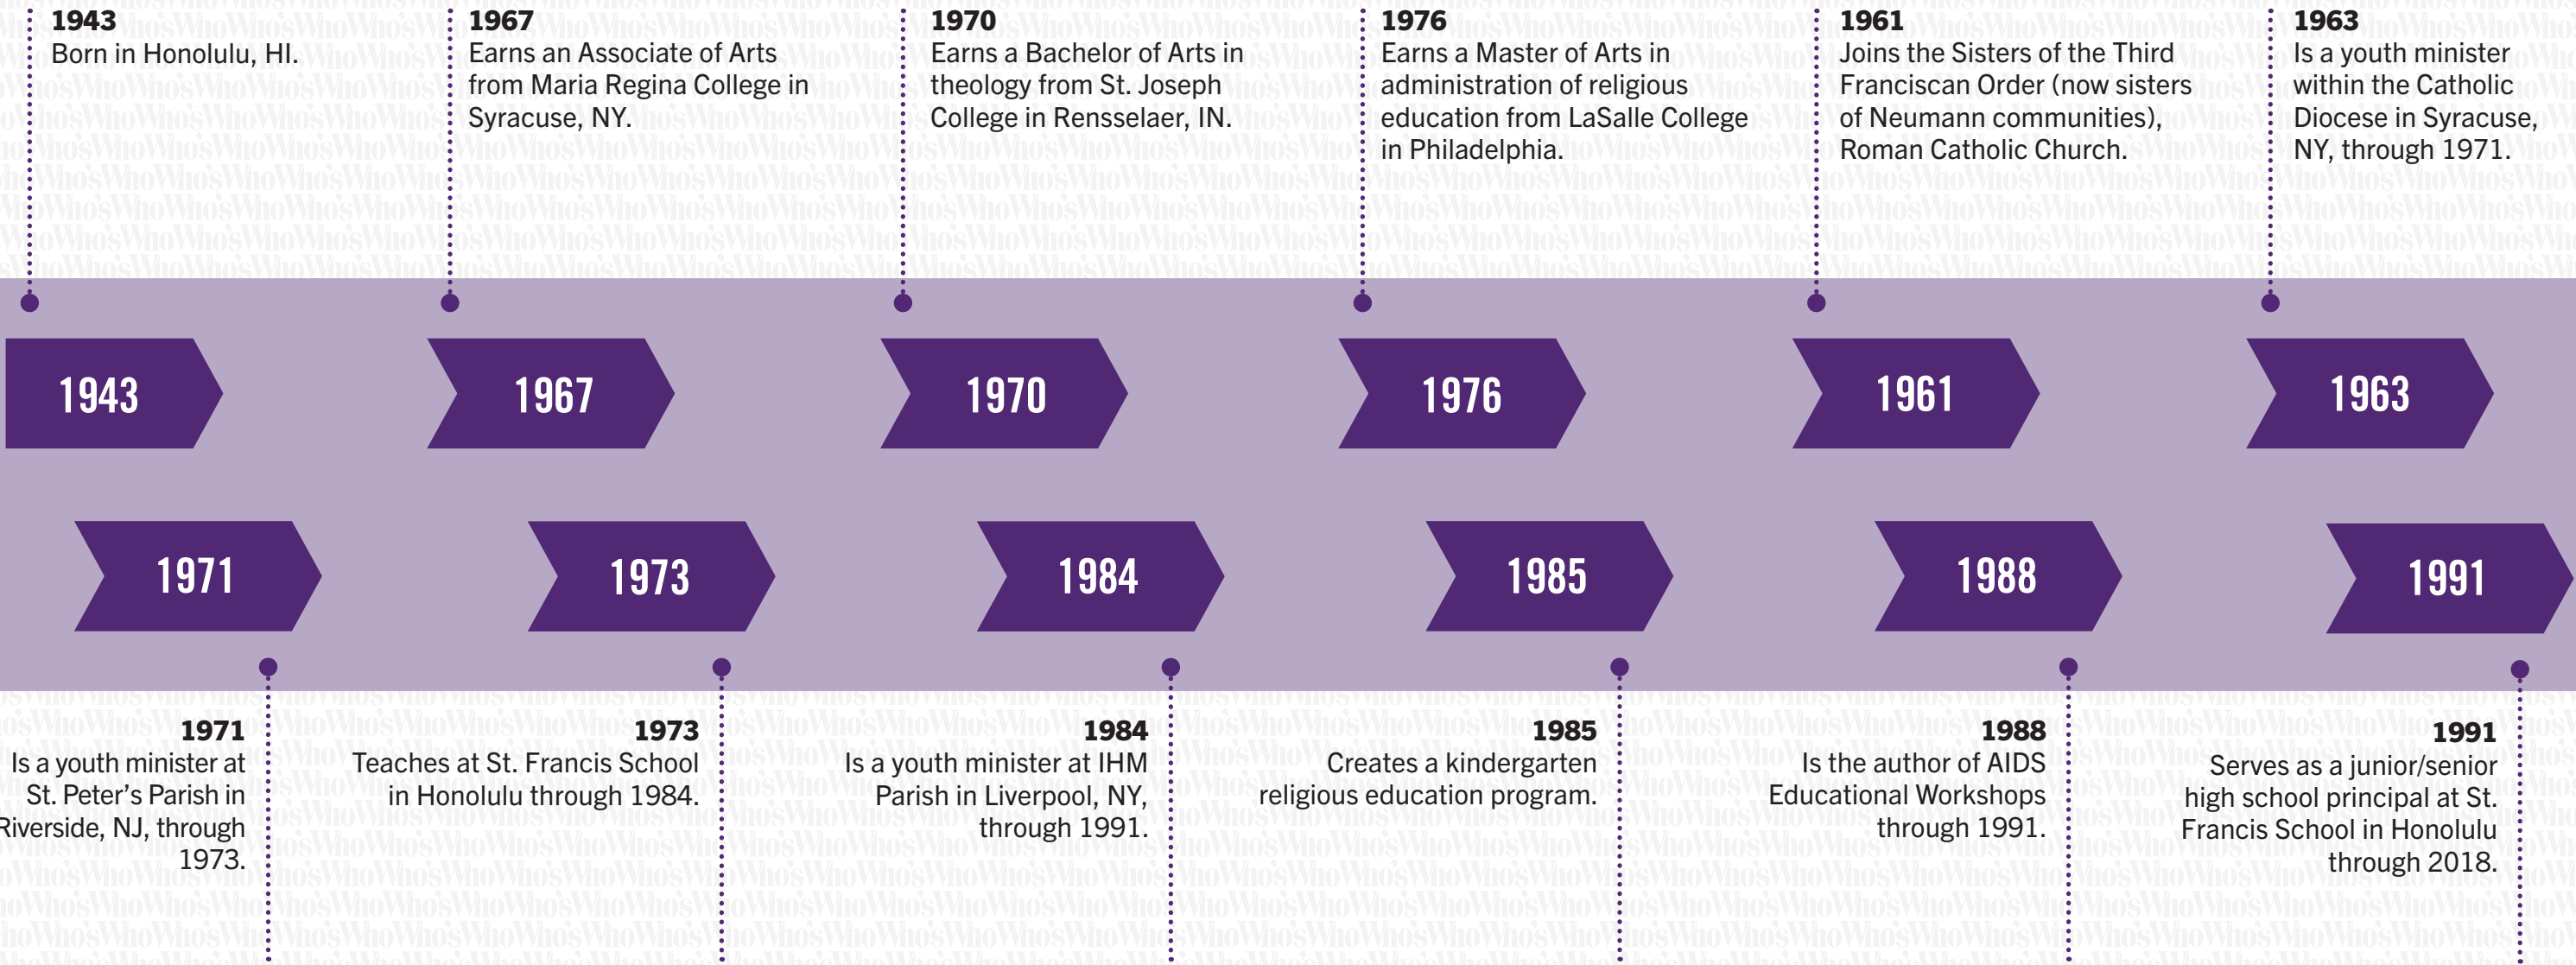 1943
Born in Honolulu, HI.
1967
Earns an Associate of Arts
from Maria Regina College in
Syracuse, NY.
1970
Earns a Bachelor of Arts in
theology from St. Joseph
College in Rensselaer, IN.
1976
Earns a Master of Arts in
administration of religious
education from LaSalle College
in Philadelphia.
1961
Joins the Sisters of the Third
Franciscan Order (now sisters
of Neumann communities),
Roman Catholic Church.
1963
Is a youth minister
within the Catholic
Diocese in Syracuse,
NY, through 1971.
1943
1967
1970
1976
1961
1963
1971
1973
1984
1985
1988
1991
1971
Is a youth minister at
St. Peter’s Parish in
Riverside, NJ, through
1973.
1973
Teaches at St. Francis School
in Honolulu through 1984.
1984
Is a youth minister at IHM
Parish in Liverpool, NY,
through 1991.
1985
Creates a kindergarten
religious education program.
1988
Is the author of AIDS
Educational Workshops
through 1991.
1991
Serves as a junior/senior
high school principal at St.
Francis School in Honolulu
through 2018.